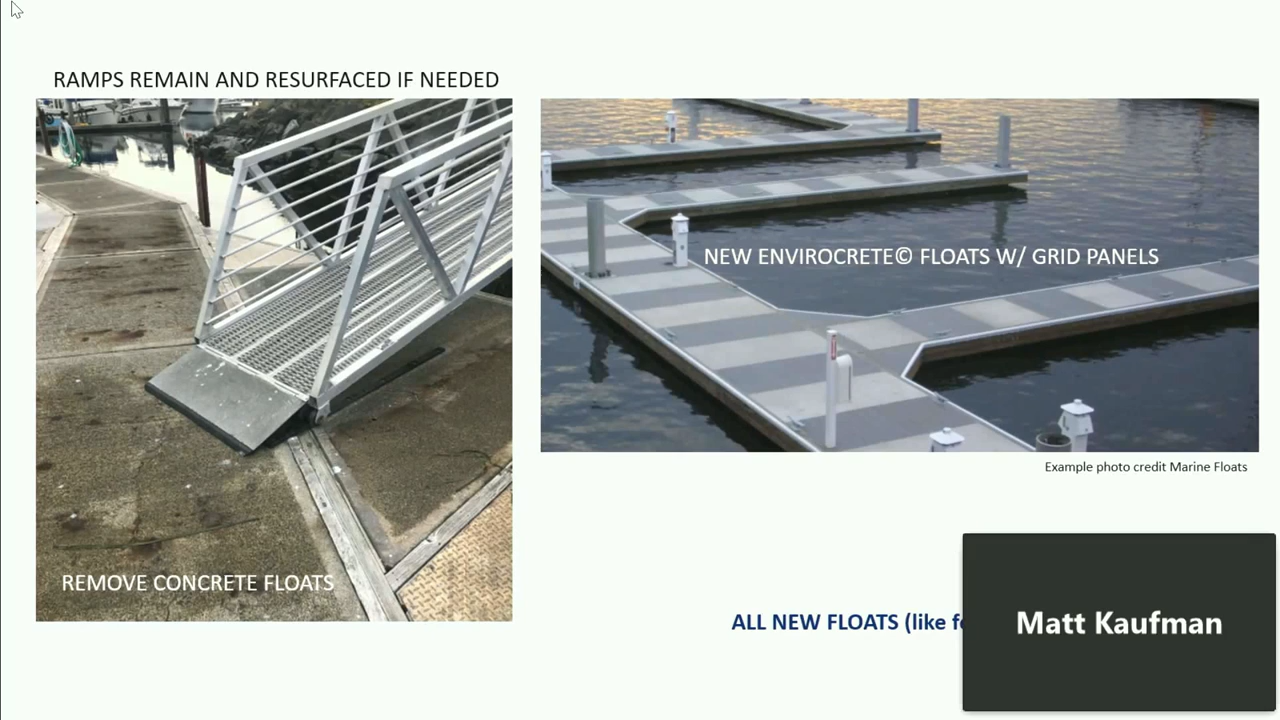 RAMPS REMAIN AND RESURFACED IF NEEDED
NEW ENVIROCRETE© FLOATS W/ GRID PANELS
Example photo credit Marine Floats
REMOVE CONCRETE FLOATS
ALL NEW FLOATS (like
Matt Kaufman